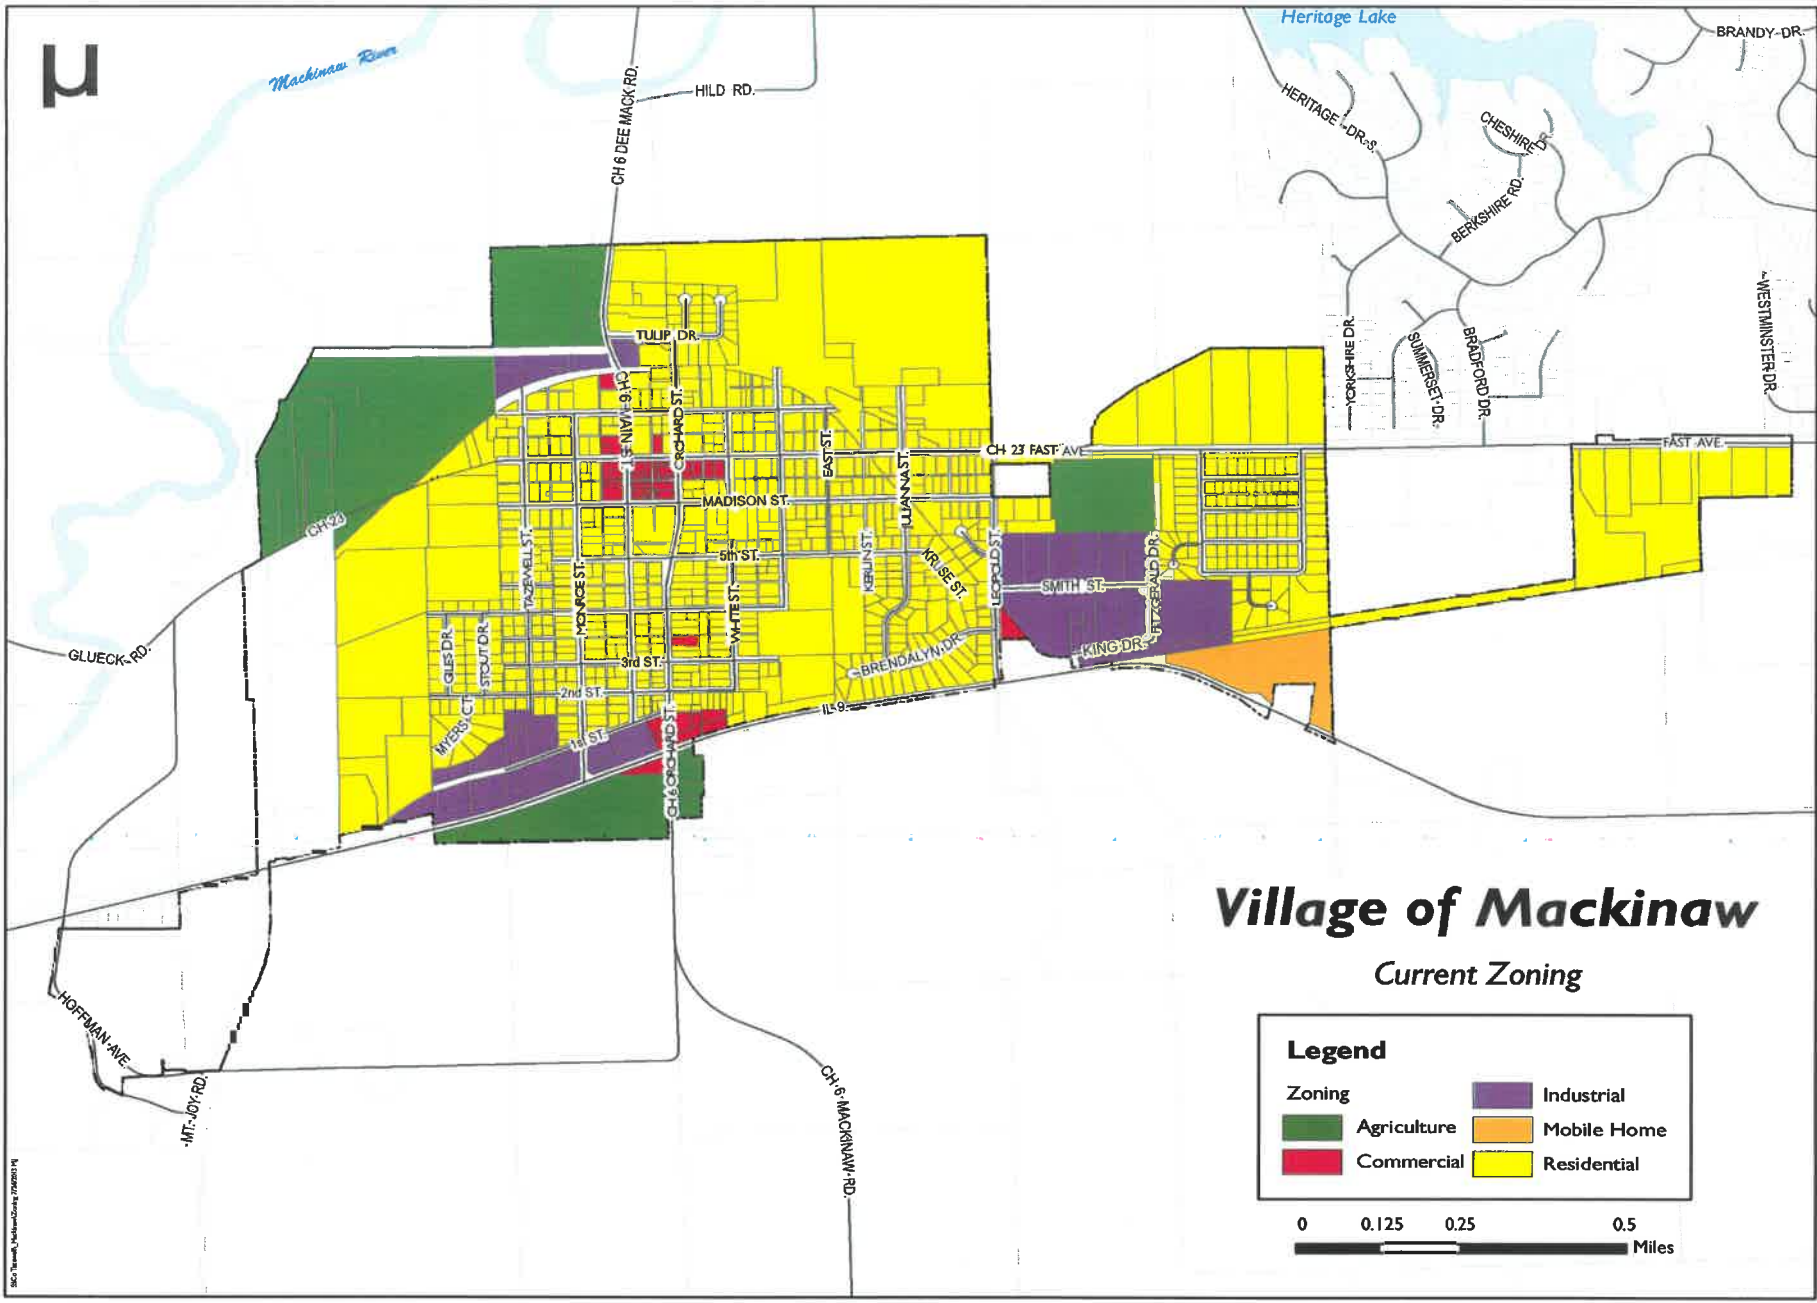 µ
Mackinaw River
Heritage Lake
BRANDY DR.
CH 6 DEE MACK RD.
HILD RD.
HERITAGE DR. S.
CHESHIRE DR.
BERKSHIRE RD.
WESTMINISTER DR.
YORKSHIRE DR.
SUMMERSET DR.
BRADFORD DR.
TULIP DR.
CH 6 MAIN ST.
ORCHARD ST.
EAST ST.
JULIANNA ST.
CH 23 FAST AVE
FAST AVE.
MADISON ST.
CH 23
TAZEWELL ST.
MONROE ST.
5th ST.
WHITE ST.
KERLIN ST.
KRUSE ST.
LEOPOLD ST.
SMITH ST.
FITZGERALD DR.
KING DR.
GLUECK RD.
GILES DR.
STOUT DR.
3rd ST.
BRENDALYN DR.
2nd ST.
MYERS CT.
1st ST.
IL 9
CH 6 ORCHARD ST.
HOFFMAN AVE.
MT. JOY RD.
CH 6 MACKINAW RD.
Village of Mackinaw
Current Zoning
Legend
Zoning
Agriculture
Commercial
Industrial
Mobile Home
Residential
0 0.125 0.25 0.5
Miles